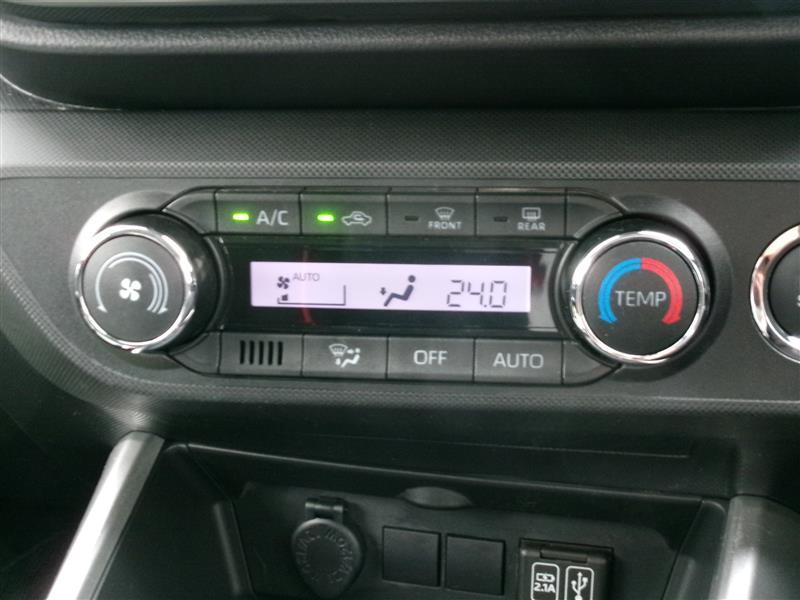 A/C
FRONT
REAR
AUTO
24.0
TEMP
OFF
AUTO
2.1A